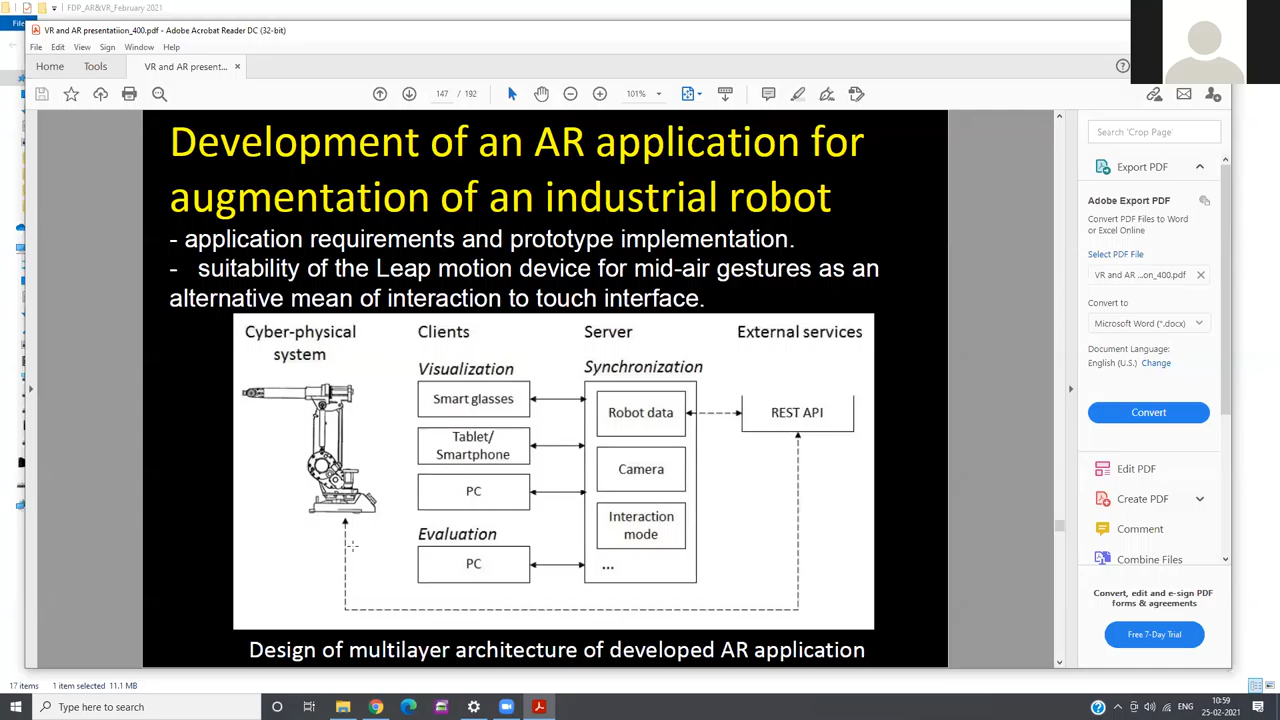 FDP_AR&VR_February 2021
File
VR and AR presentatiion_400.pdf - Adobe Acrobat Reader DC (32-bit)
File Edit View Sign Window Help
Home Tools VR and AR present... ×
147 / 192 101%
Development of an AR application for
augmentation of an industrial robot
- application requirements and prototype implementation.
- suitability of the Leap motion device for mid-air gestures as an
alternative mean of interaction to touch interface.
Cyber-physical
system
Clients
Server
External services
Visualization
Synchronization
Smart glasses
Tablet/
Smartphone
PC
Evaluation
PC
Robot data
Camera
Interaction
mode
...
REST API
Design of multilayer architecture of developed AR application
Search 'Crop Page'
Export PDF
Adobe Export PDF
Convert PDF Files to Word
or Excel Online
Select PDF File
VR and AR ...on_400.pdf
Convert to
Microsoft Word (*.docx)
Document Language:
English (U.S.) Change
Convert
Edit PDF
Create PDF
Comment
Combine Files
Convert, edit and e-sign PDF
forms & agreements
Free 7-Day Trial
17 items 1 item selected 11.1 MB
Type here to search
ENG
10:59
25-02-2021